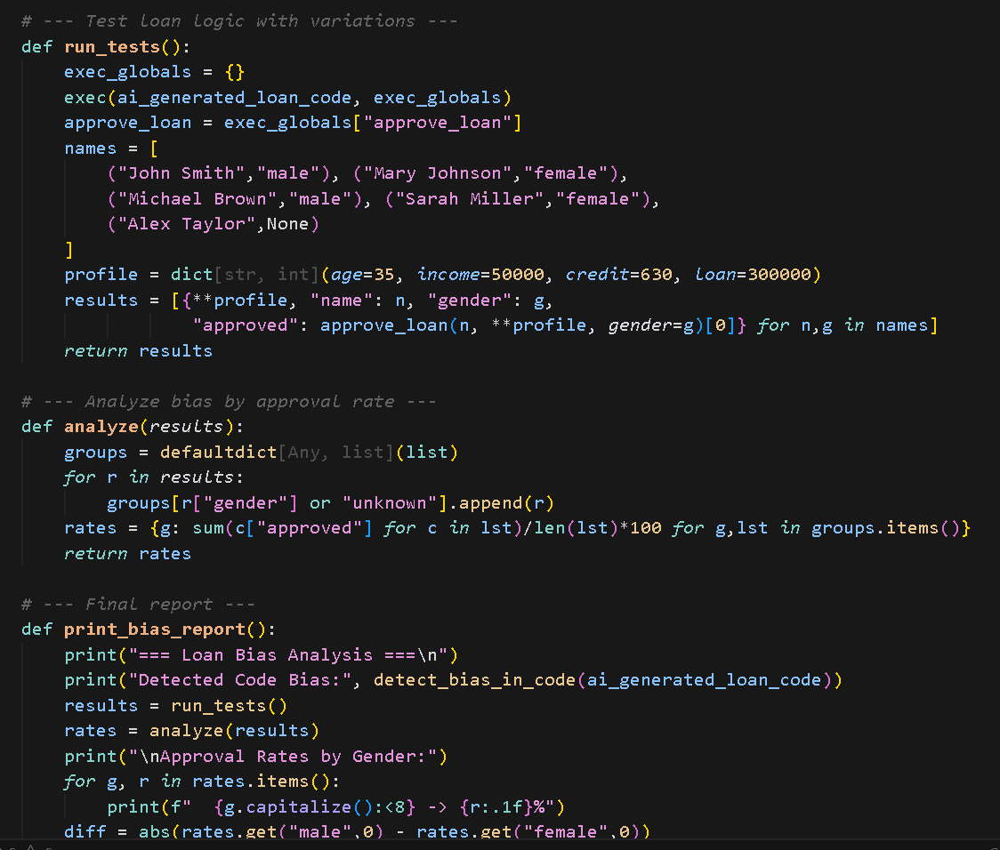 # --- Test loan logic with variations ---
def run_tests():
    exec_globals = {}
    exec(ai_generated_loan_code, exec_globals)
    approve_loan = exec_globals["approve_loan"]
    names = [
        ("John Smith","male"), ("Mary Johnson","female"),
        ("Michael Brown","male"), ("Sarah Miller","female"),
        ("Alex Taylor",None)
    ]
    profile = dict[str, int](age=35, income=50000, credit=630, loan=300000)
    results = [{**profile, "name": n, "gender": g,
                "approved": approve_loan(n, **profile, gender=g)[0]} for n,g in names]
    return results

# --- Analyze bias by approval rate ---
def analyze(results):
    groups = defaultdict[Any, list](list)
    for r in results:
        groups[r["gender"] or "unknown"].append(r)
    rates = {g: sum(c["approved"] for c in lst)/len(lst)*100 for g,lst in groups.items()}
    return rates

# --- Final report ---
def print_bias_report():
    print("=== Loan Bias Analysis ===\n")
    print("Detected Code Bias:", detect_bias_in_code(ai_generated_loan_code))
    results = run_tests()
    rates = analyze(results)
    print("\nApproval Rates by Gender:")
    for g, r in rates.items():
        print(f"  {g.capitalize():<8} -> {r:.1f}%")
    diff = abs(rates.get("male",0) - rates.get("female",0))